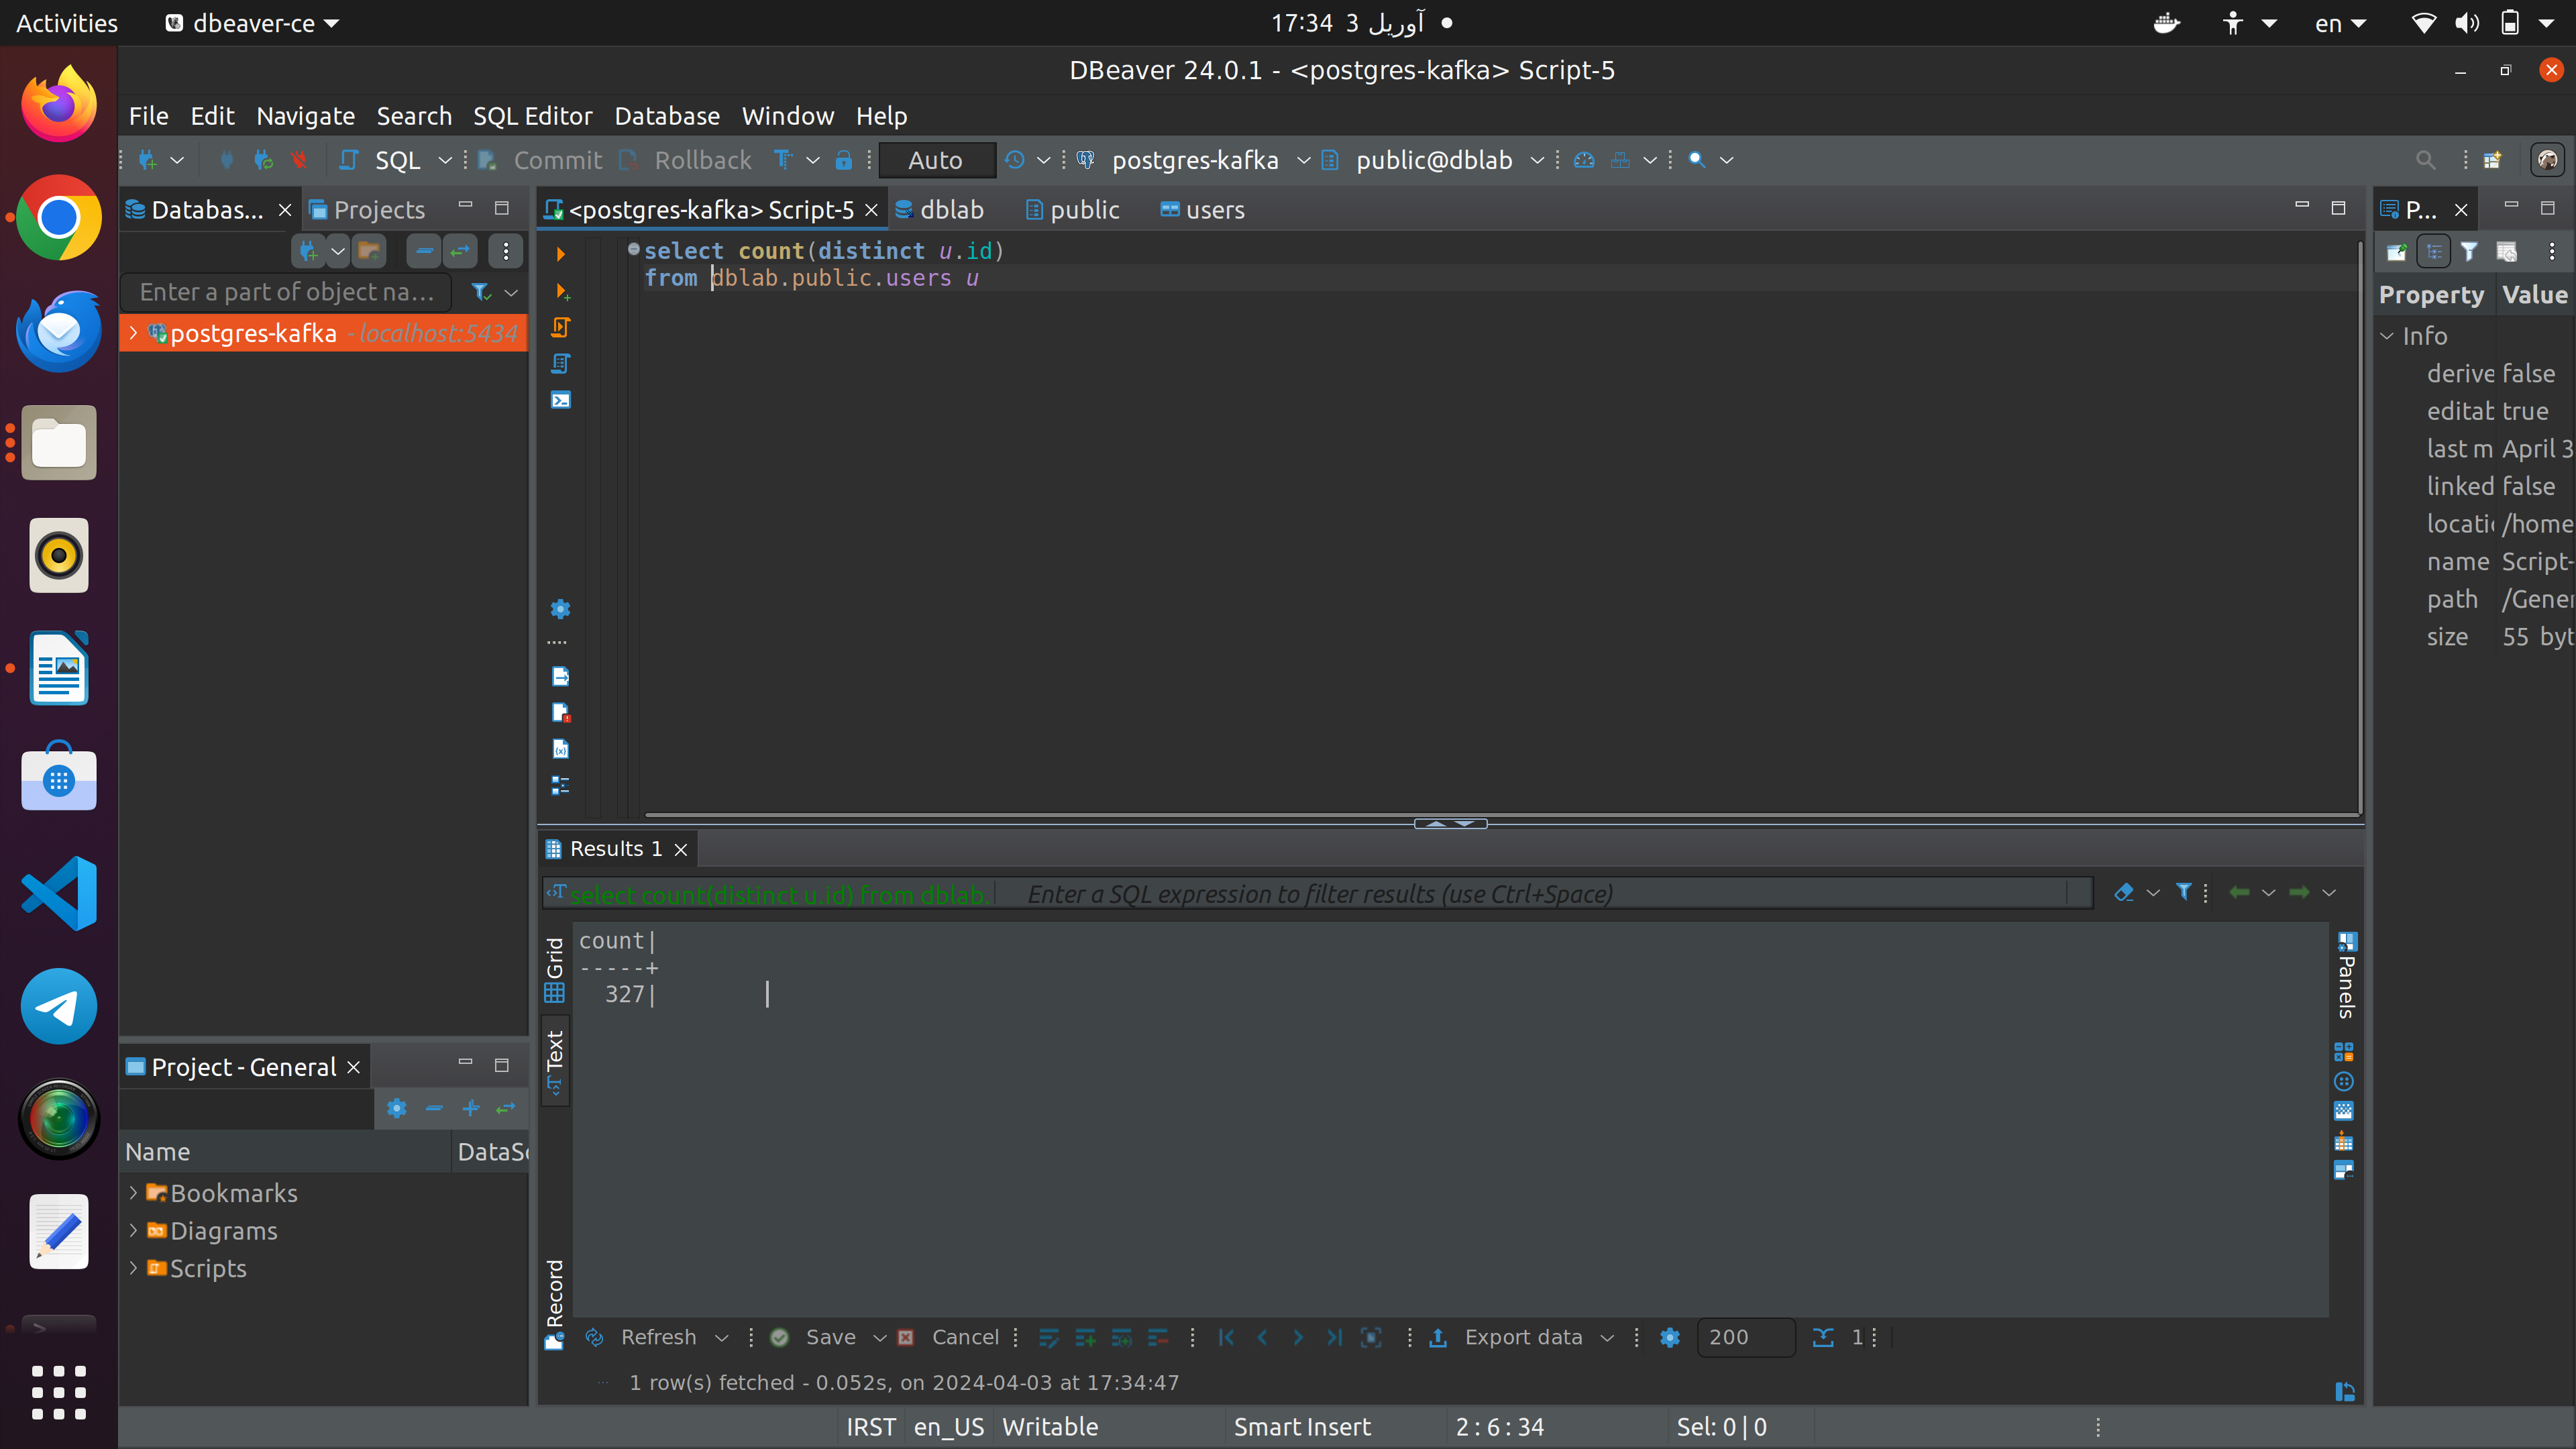 Activities
dbeaver-ce
17:34 3 آوریل
en
DBeaver 24.0.1 - <postgres-kafka> Script-5
File Edit Navigate Search SQL Editor Database Window Help
SQL Commit Rollback Auto postgres-kafka public@dblab
Databas... Projects
Enter a part of object na...
postgres-kafka - localhost:5434
<postgres-kafka> Script-5 dblab public users
select count(distinct u.id)
from dblab.public.users u
P...
Property Value
Info
derive false
editab true
last m April 3
linked false
locatic /home
name Script-
path /Gener
size 55 byt
Results 1
select count(distinct u.id) from dblab. Enter a SQL expression to filter results (use Ctrl+Space)
Grid
Text
Record
count|
-----+
327|
Panels
Refresh Save Cancel Export data 200 1
1 row(s) fetched - 0.052s, on 2024-04-03 at 17:34:47
Project - General
Name DataSo
Bookmarks
Diagrams
Scripts
IRST en_US Writable Smart Insert 2 : 6 : 34 Sel: 0 | 0